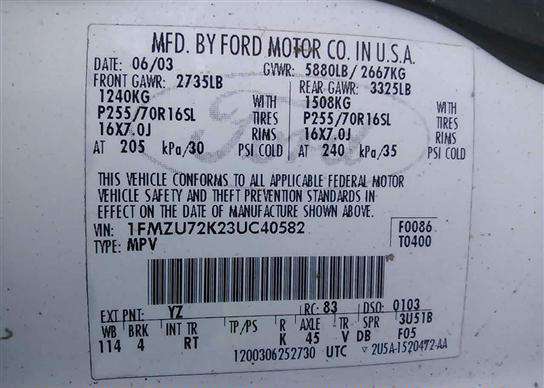 MFD. BY FORD MOTOR CO. IN U.S.A.
DATE: 06/03 GVWR: 5880LB/2667KG
FRONT GAWR: 2735LB REAR GAWR: 3325LB
1240KG WITH 1508KG WITH
P255/70R16SL TIRES P255/70R16SL TIRES
16X7.0J RIMS 16X7.0J RIMS
AT 205 kPa/30 PSI COLD AT 240 kPa/35 PSI COLD
Ford
THIS VEHICLE CONFORMS TO ALL APPLICABLE FEDERAL MOTOR
VEHICLE SAFETY AND THEFT PREVENTION STANDARDS IN
EFFECT ON THE DATE OF MANUFACTURE SHOWN ABOVE.
VIN: 1FMZU72K23UC40582 F0086
TYPE: MPV T0400
EXT PNT: YZ RC: 83 DSO: 0103
WB BRK INT TR TP/PS R AXLE TR SPR 3U51B
114 4 RT K 45 V DB F05
1200306252730 UTC 2U5A-1520472-AA